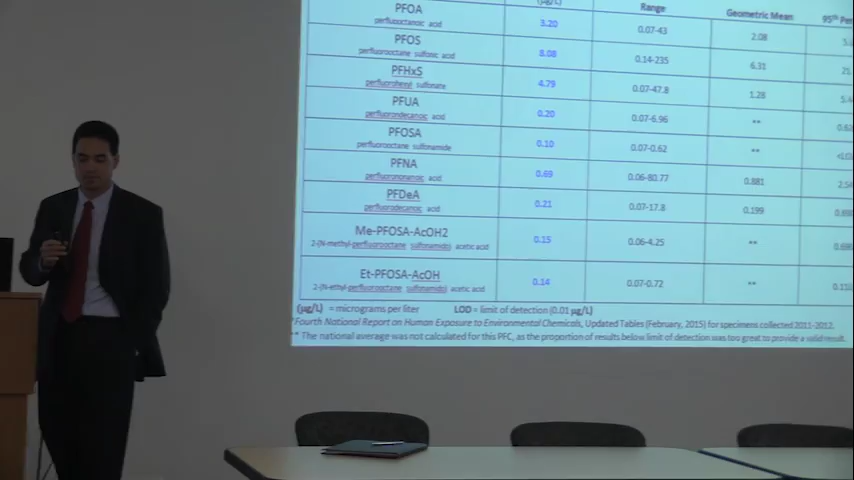 (µg/L)
Range
Geometric Mean
95th Per
PFOA
perfluorooctanoic acid
3.20
0.07-43
2.08
PFOS
perfluorooctane sulfonic acid
8.08
0.14-235
6.31
PFHxS
perfluorohexyl sulfonate
4.79
0.07-47.8
1.28
5.4
PFUA
perfluorondecanoic acid
0.20
0.07-6.96
**
PFOSA
perfluorooctane sulfonamide
0.10
0.07-0.62
**
<LO
PFNA
perfluorononanoic acid
0.69
0.06-80.77
0.881
2.5
PFDeA
perfluorodecanoic acid
0.21
0.07-17.8
0.199
Me-PFOSA-AcOH2
2-(N-methyl-perfluorooctane sulfonamido) acetic acid
0.15
0.06-4.25
**
Et-PFOSA-AcOH
2-(N-ethyl-perfluorooctane sulfonamido) acetic acid
0.14
0.07-0.72
**
(µg/L) = micrograms per liter LOD = limit of detection (0.01 µg/L)
Fourth National Report on Human Exposure to Environmental Chemicals, Updated Tables (February, 2015) for specimens collected 2011-2012.
** The national average was not calculated for this PFC, as the proportion of results below limit of detection was too great to provide a valid result.